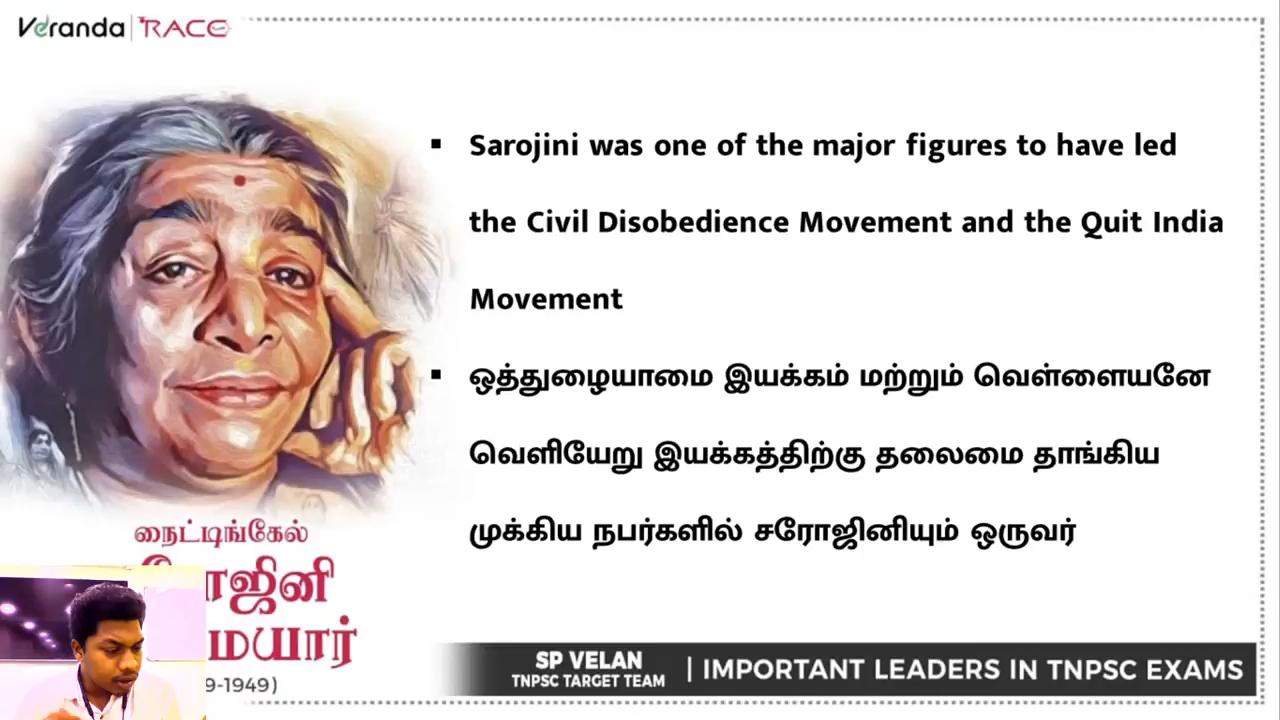 Veranda RACE
Sarojini was one of the major figures to have led
the Civil Disobedience Movement and the Quit India
Movement
ஒத்துழையாமை இயக்கம் மற்றும் வெள்ளையனே
வெளியேறு இயக்கத்திற்கு தலைமை தாங்கிய
முக்கிய நபர்களில் சரோஜினியும் ஒருவர்
நைட்டிங்கேல்
9-1949)
SP VELAN
TNPSC TARGET TEAM
IMPORTANT LEADERS IN TNPSC EXAMS